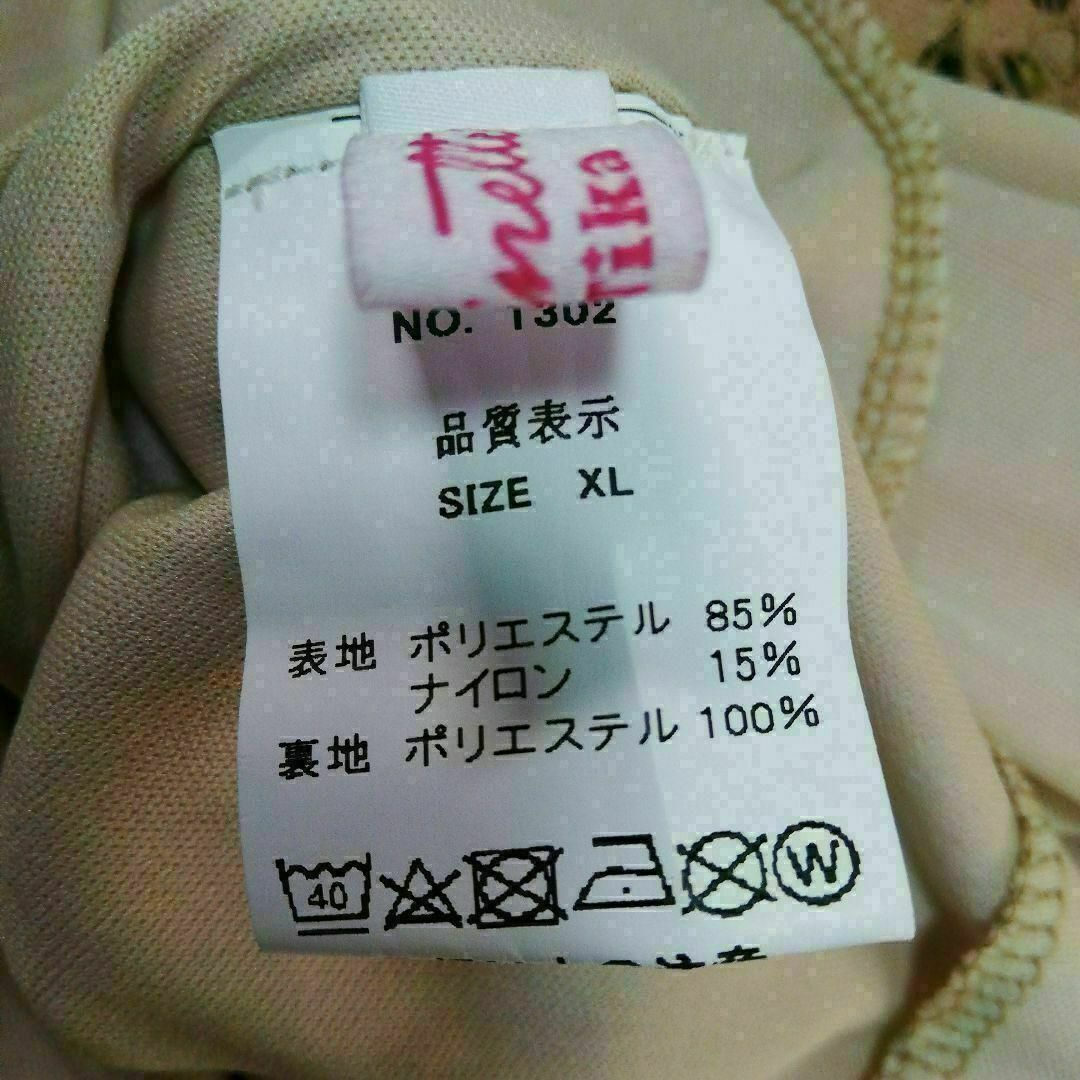 Tika
NO. 1302
品質表示
SIZE XL
表地 ポリエステル 85%
ナイロン 15%
裏地 ポリエステル 100%
40
W